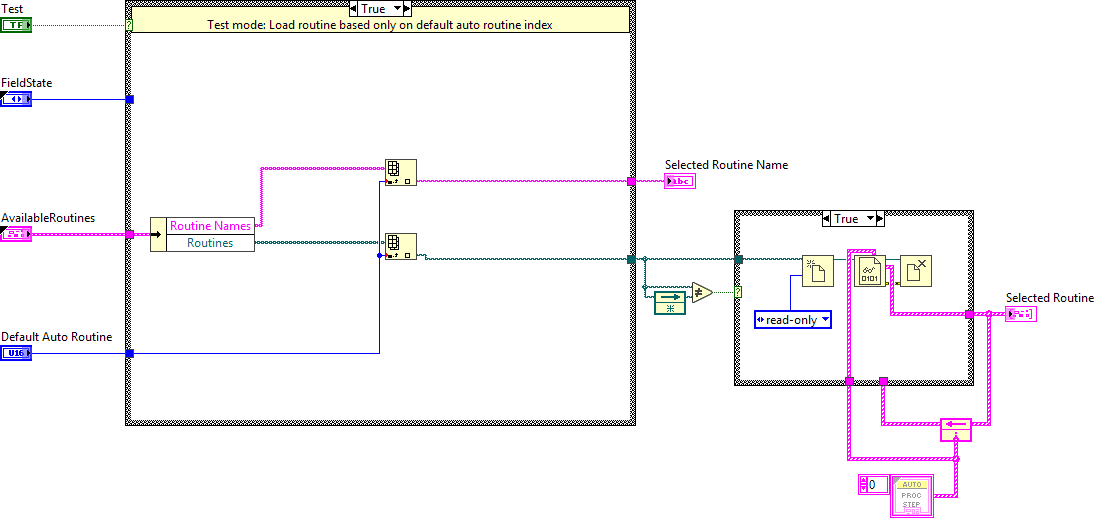 Test
TF
True
?
Test mode: Load routine based only on default auto routine index
FieldState
Selected Routine Name
abc
AvailableRoutines
Routine Names
Routines
True
?
read-only
0101
Selected Routine
Default Auto Routine
U16
0
AUTO
PROC
STEP